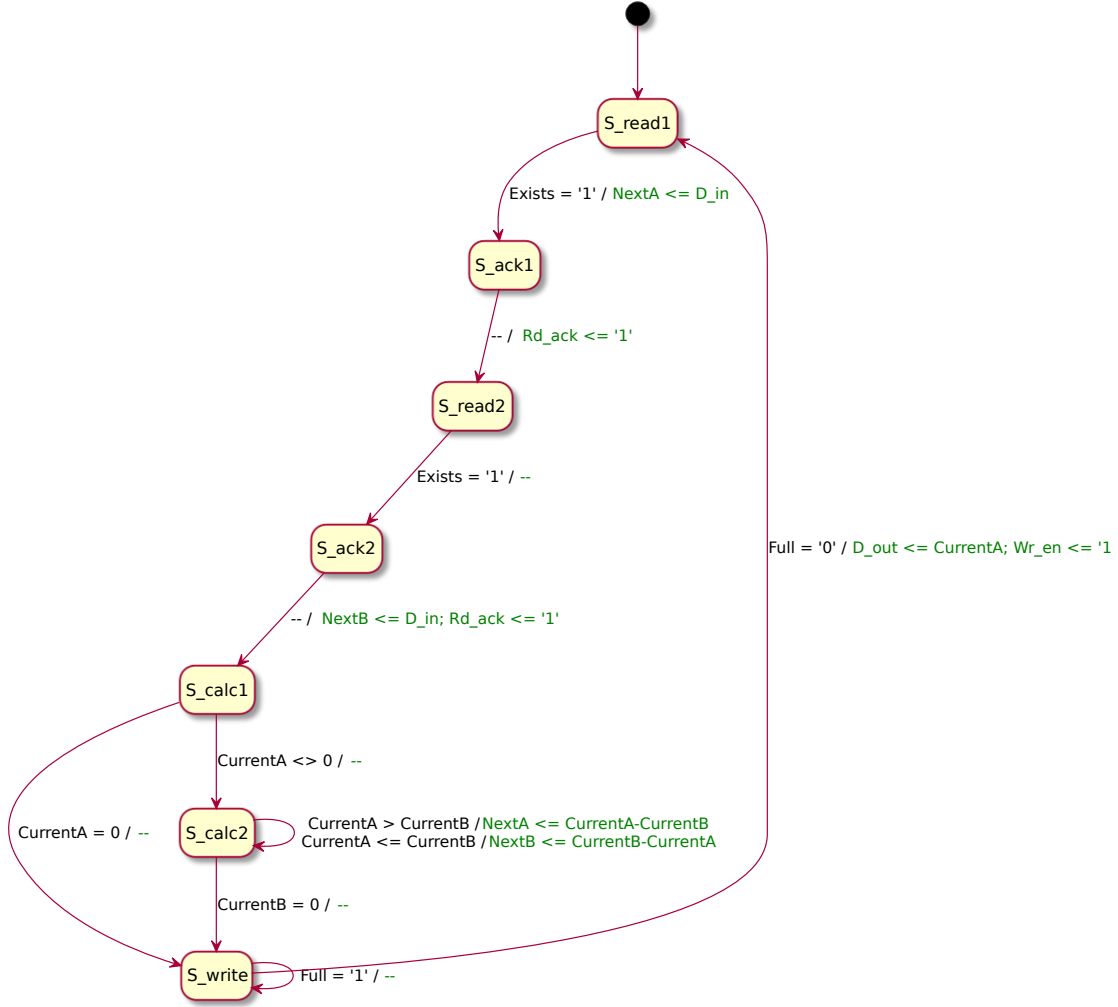 S_read1
Exists = '1' / NextA <= D_in
S_ack1
-- / Rd_ack <= '1'
S_read2
Exists = '1' / --
S_ack2
Full = '0' / D_out <= CurrentA; Wr_en <= '1
-- / NextB <= D_in; Rd_ack <= '1'
S_calc1
CurrentA <> 0 / --
CurrentA = 0 / --
S_calc2
CurrentA > CurrentB / NextA <= CurrentA-CurrentB
CurrentA <= CurrentB / NextB <= CurrentB-CurrentA
CurrentB = 0 / --
S_write
Full = '1' / --